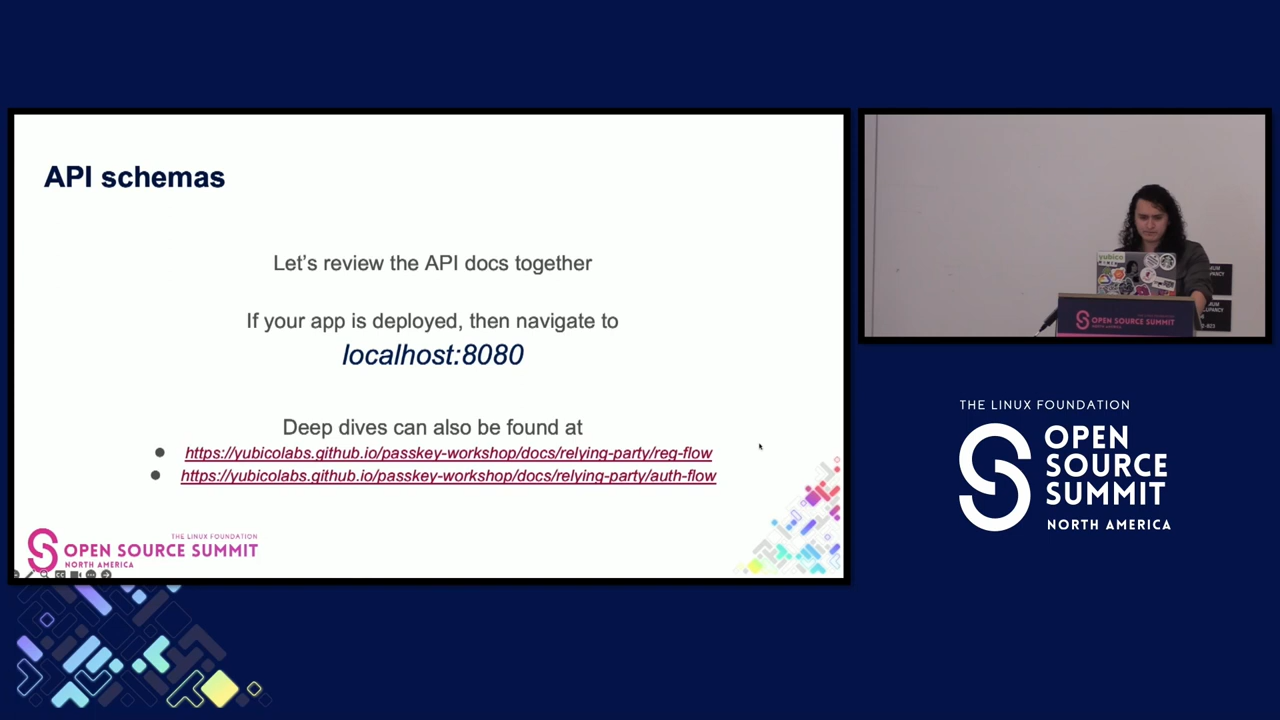 API schemas
Let's review the API docs together
If your app is deployed, then navigate to
localhost:8080
Deep dives can also be found at
https://yubicolabs.github.io/passkey-workshop/docs/relying-party/reg-flow
https://yubicolabs.github.io/passkey-workshop/docs/relying-party/auth-flow
THE LINUX FOUNDATION
OPEN SOURCE SUMMIT
NORTH AMERICA
yubico
OPEN SOURCE SUMMIT
NORTH AMERICA
THE LINUX FOUNDATION
OPEN
SOURCE
SUMMIT
NORTH AMERICA